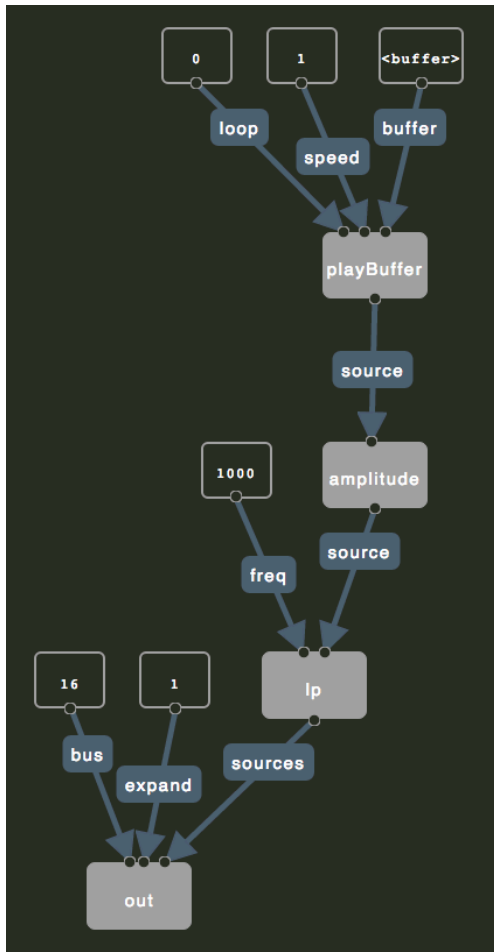 0
1
<buffer>
loop
speed
buffer
playBuffer
source
1000
amplitude
freq
source
lp
16
1
bus
expand
sources
out